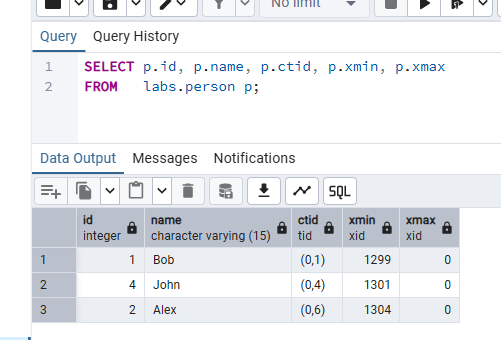 No limit
Query Query History
1 SELECT p.id, p.name, p.ctid, p.xmin, p.xmax
2 FROM labs.person p;
Data Output Messages Notifications
SQL
id name ctid xmin xmax
integer character varying (15) tid xid xid
1 1 Bob (0,1) 1299 0
2 4 John (0,4) 1301 0
3 2 Alex (0,6) 1304 0